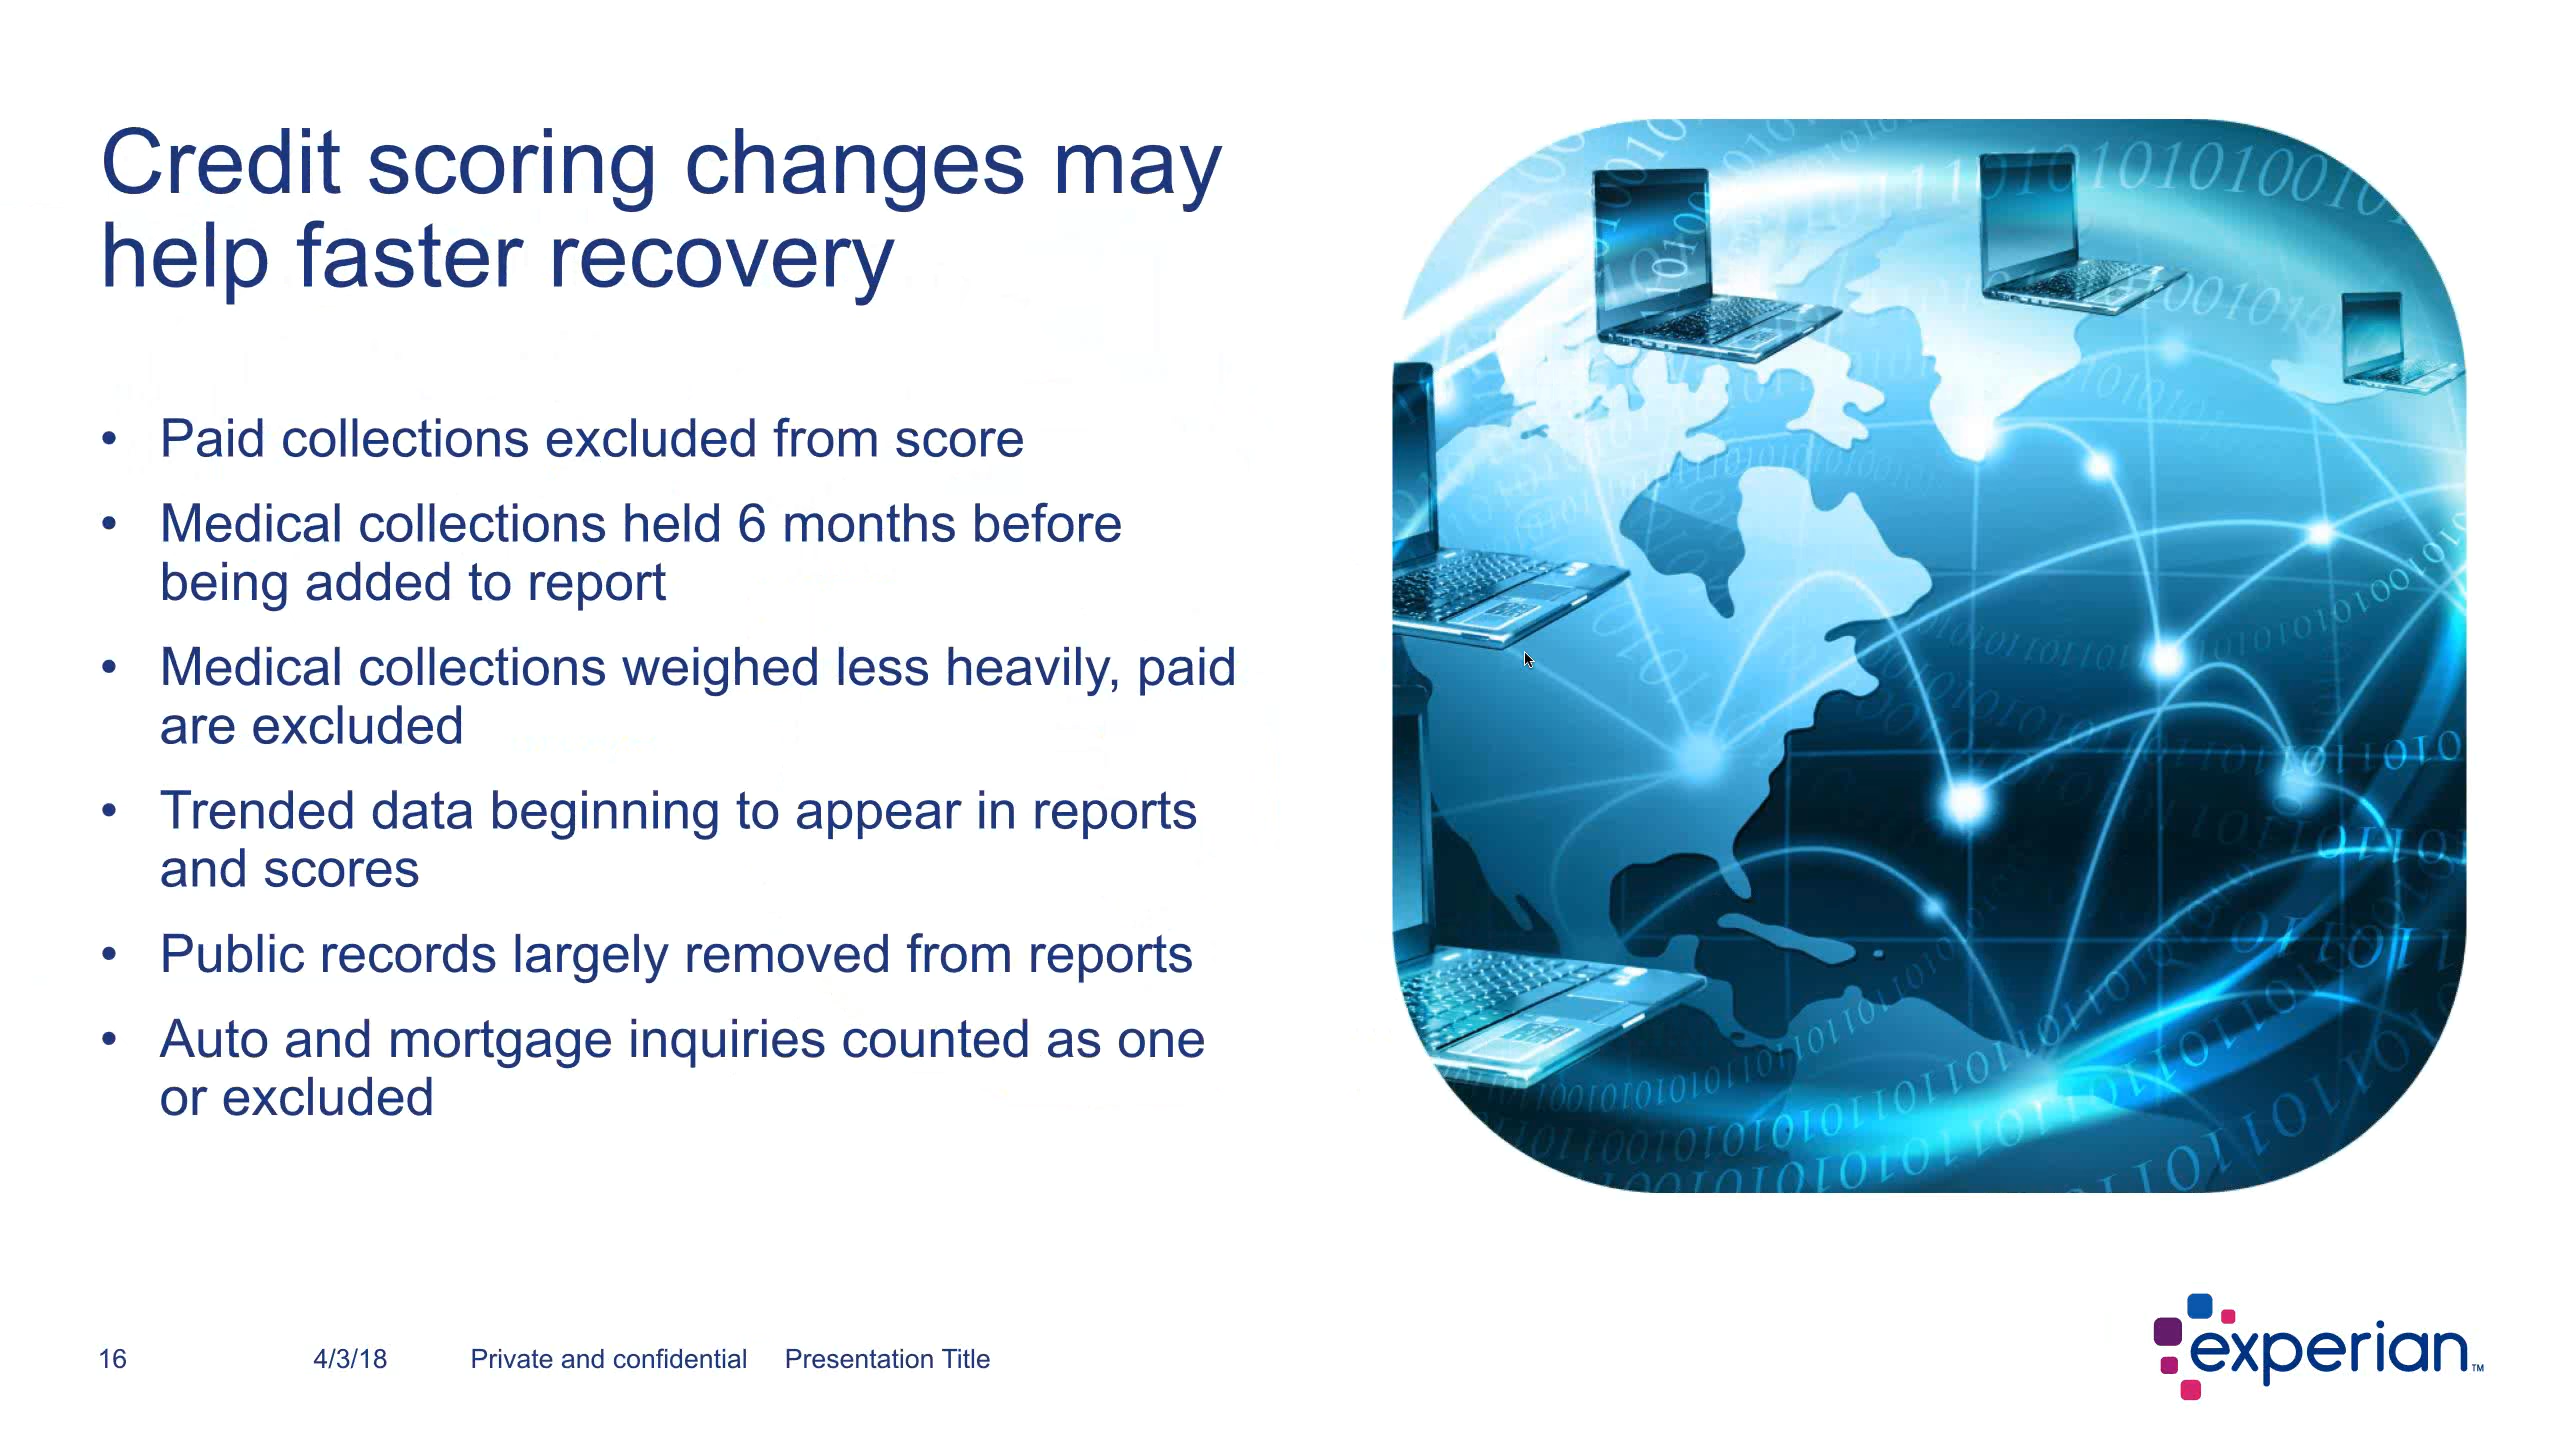 Credit scoring changes may
help faster recovery
• Paid collections excluded from score
• Medical collections held 6 months before
being added to report
• Medical collections weighed less heavily, paid
are excluded
• Trended data beginning to appear in reports
and scores
• Public records largely removed from reports
• Auto and mortgage inquiries counted as one
or excluded
16 4/3/18 Private and confidential Presentation Title
experian™